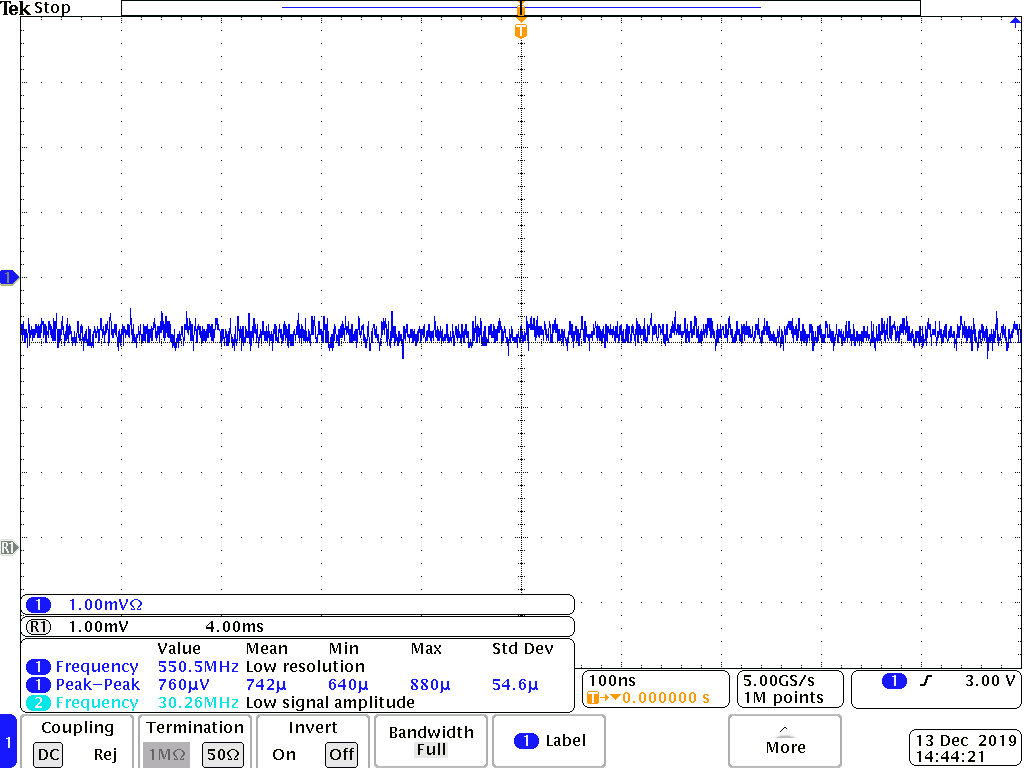 Tek Stop
T
1
R1
1 1.00mVΩ
R1 1.00mV 4.00ms
Value Mean Min Max Std Dev
1 Frequency 550.5MHz Low resolution
1 Peak–Peak 760µV 742µ 640µ 880µ 54.6µ
2 Frequency 30.26MHz Low signal amplitude
100ns
T→▼0.000000 s
5.00GS/s
1M points
1 3.00 V
1
Coupling
DC Rej
Termination
1MΩ 50Ω
Invert
On Off
Bandwidth
Full
1 Label
More
13 Dec 2019
14:44:21